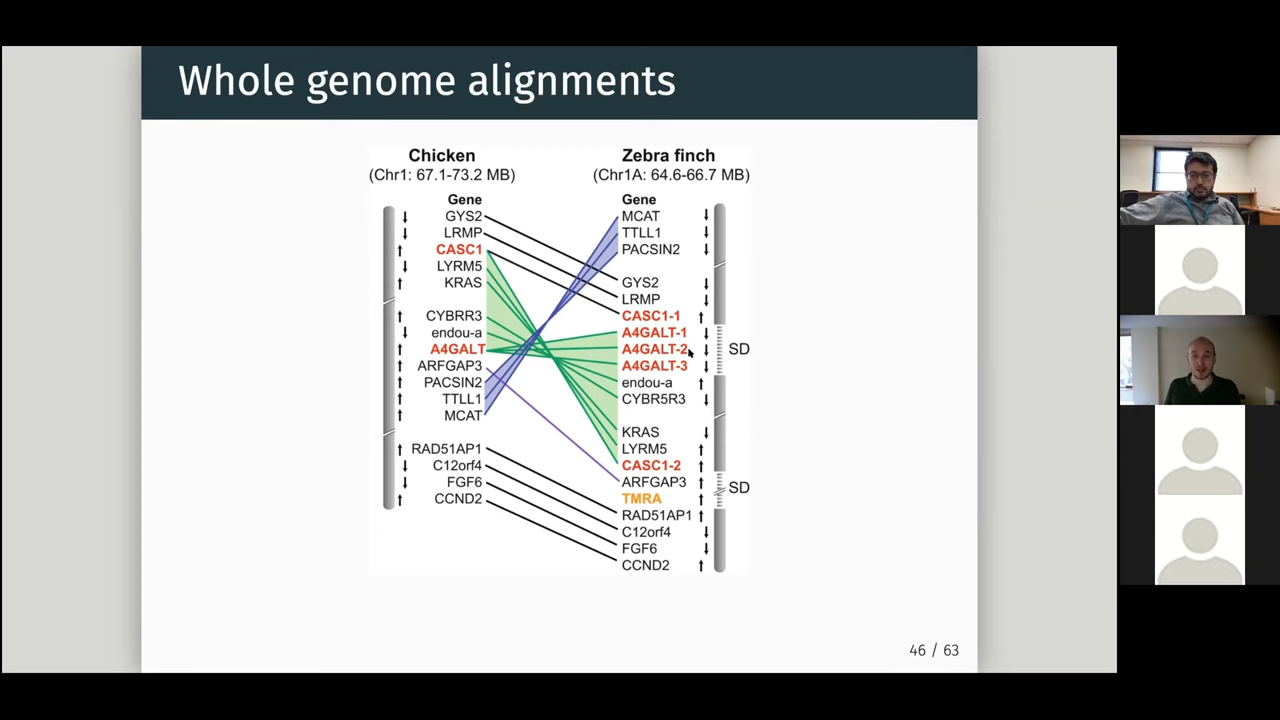 Whole genome alignments
Chicken
(Chr1: 67.1-73.2 MB)
Gene
GYS2
LRMP
CASC1
LYRM5
KRAS
CYBRR3
endou-a
A4GALT
ARFGAP3
PACSIN2
TTLL1
MCAT
RAD51AP1
C12orf4
FGF6
CCND2
Zebra finch
(Chr1A: 64.6-66.7 MB)
Gene
MCAT
TTLL1
PACSIN2
GYS2
LRMP
CASC1-1
A4GALT-1
A4GALT-2
A4GALT-3
endou-a
CYBR5R3
KRAS
LYRM5
CASC1-2
ARFGAP3
TMRA
RAD51AP1
C12orf4
FGF6
CCND2
SD
SD
46 / 63